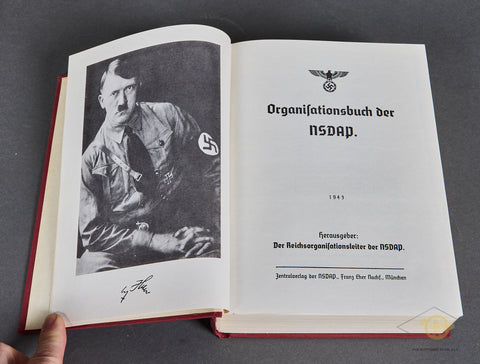 Organiſationsbuch der
NSDAP.
1943
Herausgeber:
Der Reichsorganiſationsleiter der NSDAP.
Zentralverlag der NSDAP., Franz Eher Nachf., München